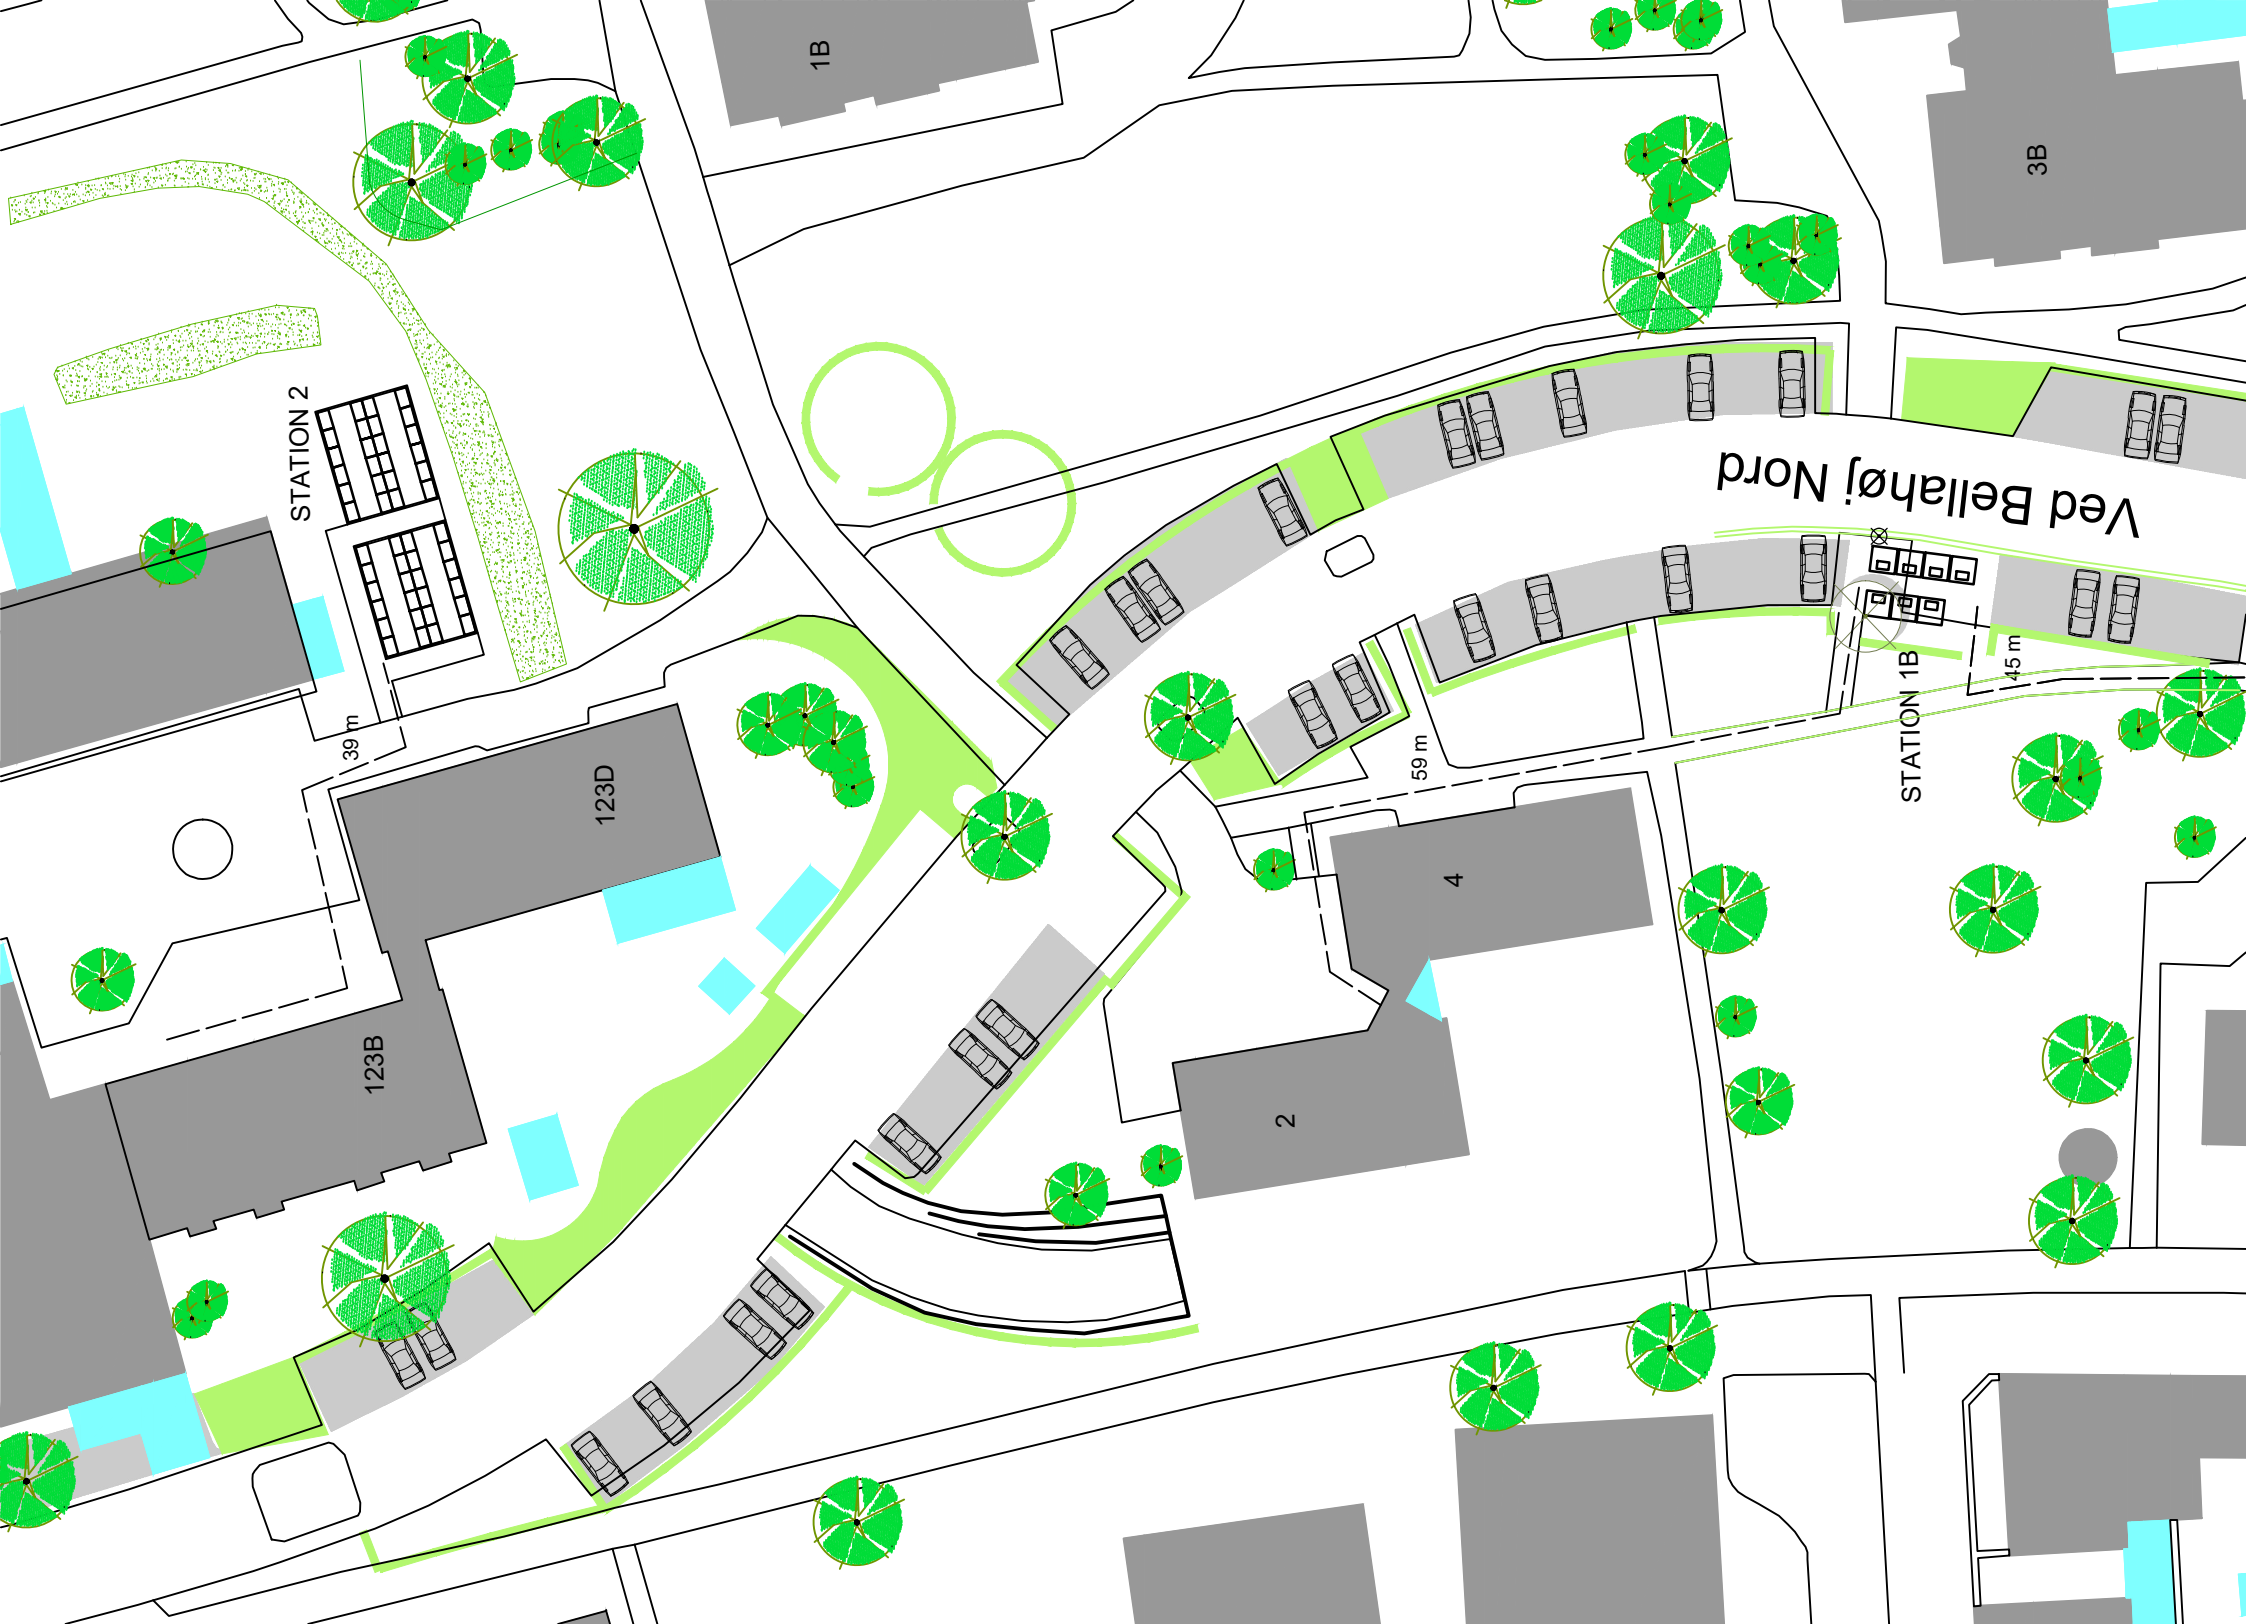 1B
3B
STATION 2
Ved Bellahøj Nord
45 m
STATION 1B
39 m
59 m
123D
4
123B
2